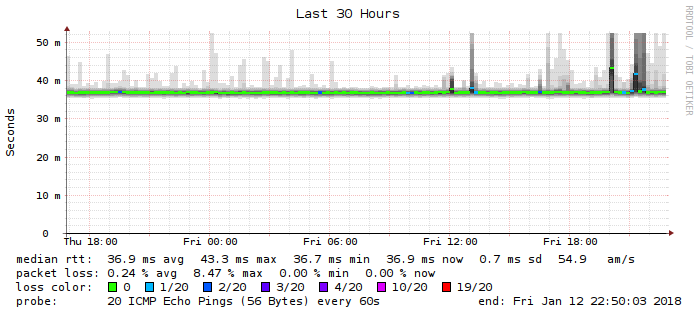 Last 30 Hours
RRDTOOL / TOBI OETIKER
Seconds
50 m
40 m
30 m
20 m
10 m
0
Thu 18:00 Fri 00:00 Fri 06:00 Fri 12:00 Fri 18:00
median rtt: 36.9 ms avg 43.3 ms max 36.7 ms min 36.9 ms now 0.7 ms sd 54.9 am/s
packet loss: 0.24 % avg 8.47 % max 0.00 % min 0.00 % now
loss color: 0 1/20 2/20 3/20 4/20 10/20 19/20
probe: 20 ICMP Echo Pings (56 Bytes) every 60s end: Fri Jan 12 22:50:03 2018